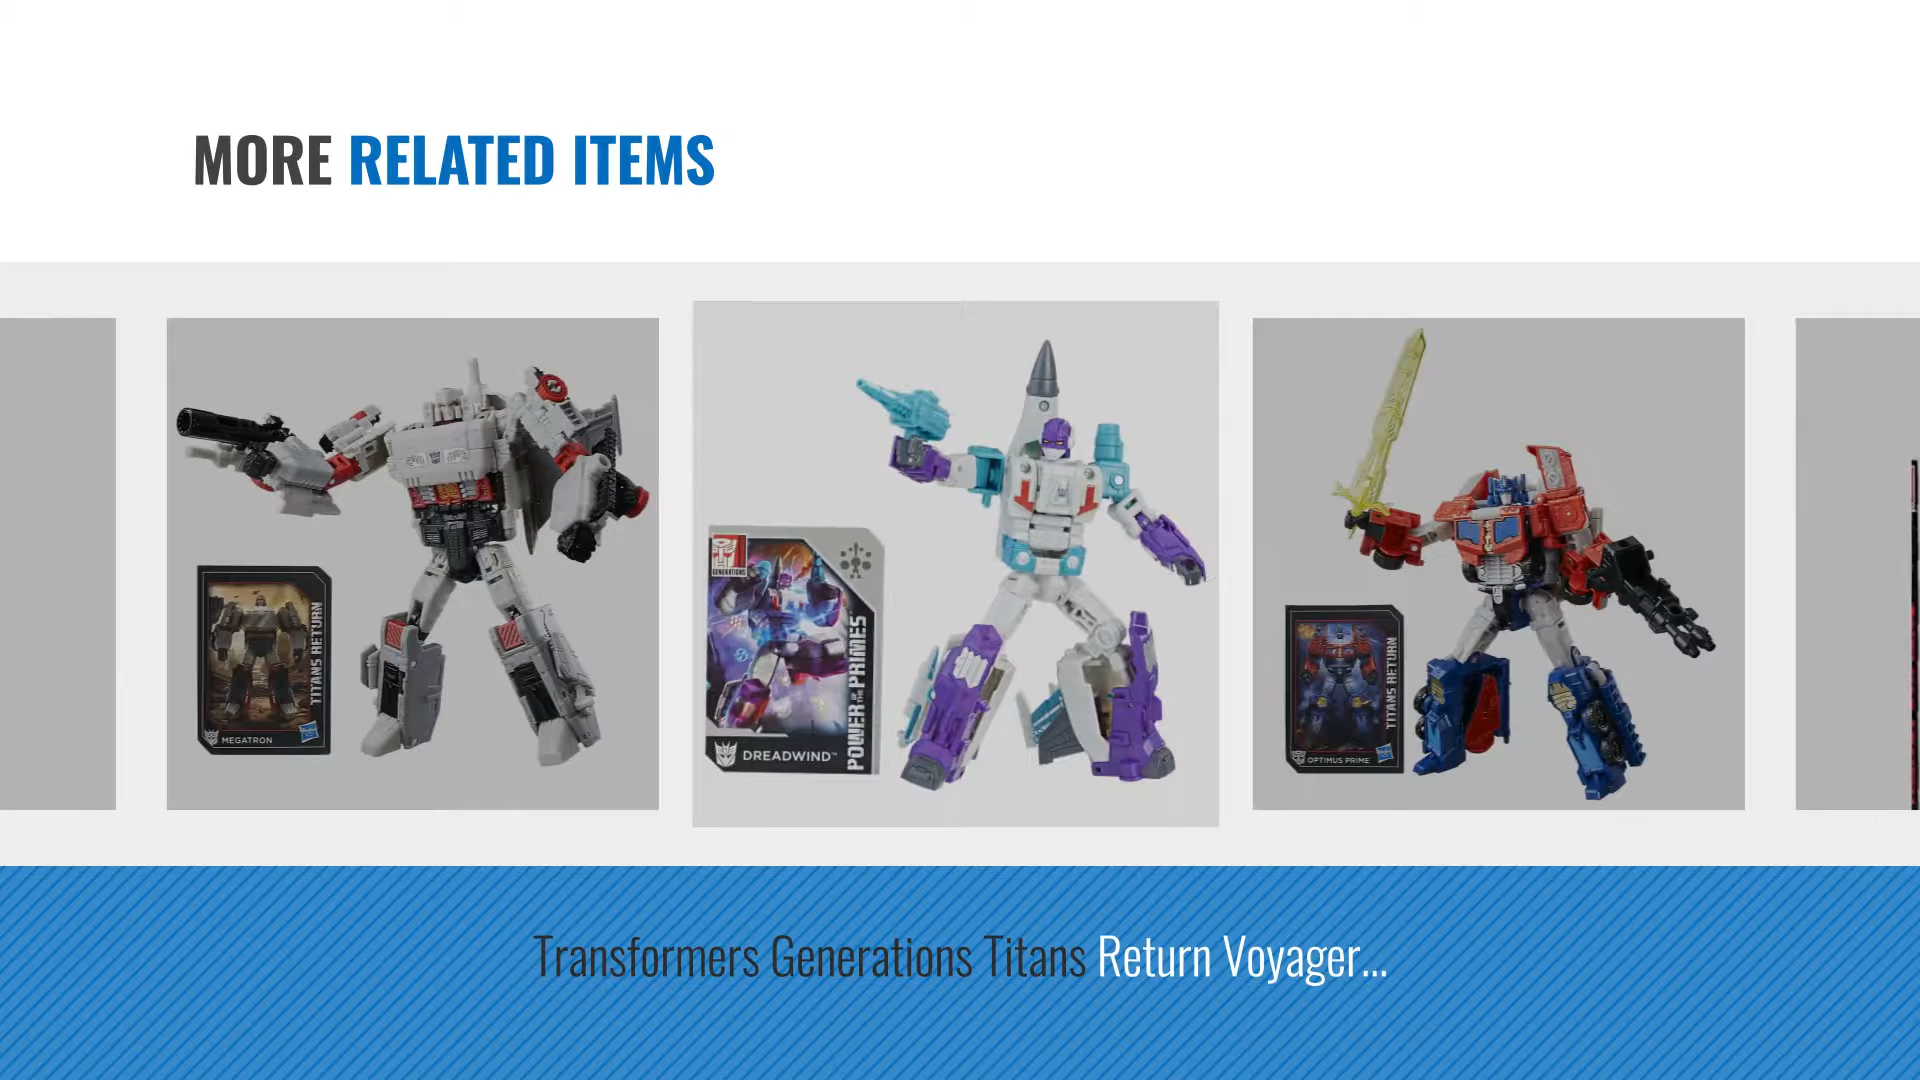 MORE RELATED ITEMS
TITANS RETURN
MEGATRON
GENERATIONS
POWER OF THE PRIMES
DREADWIND™
TITANS RETURN
OPTIMUS PRIME
Transformers Generations Titans Return Voyager...